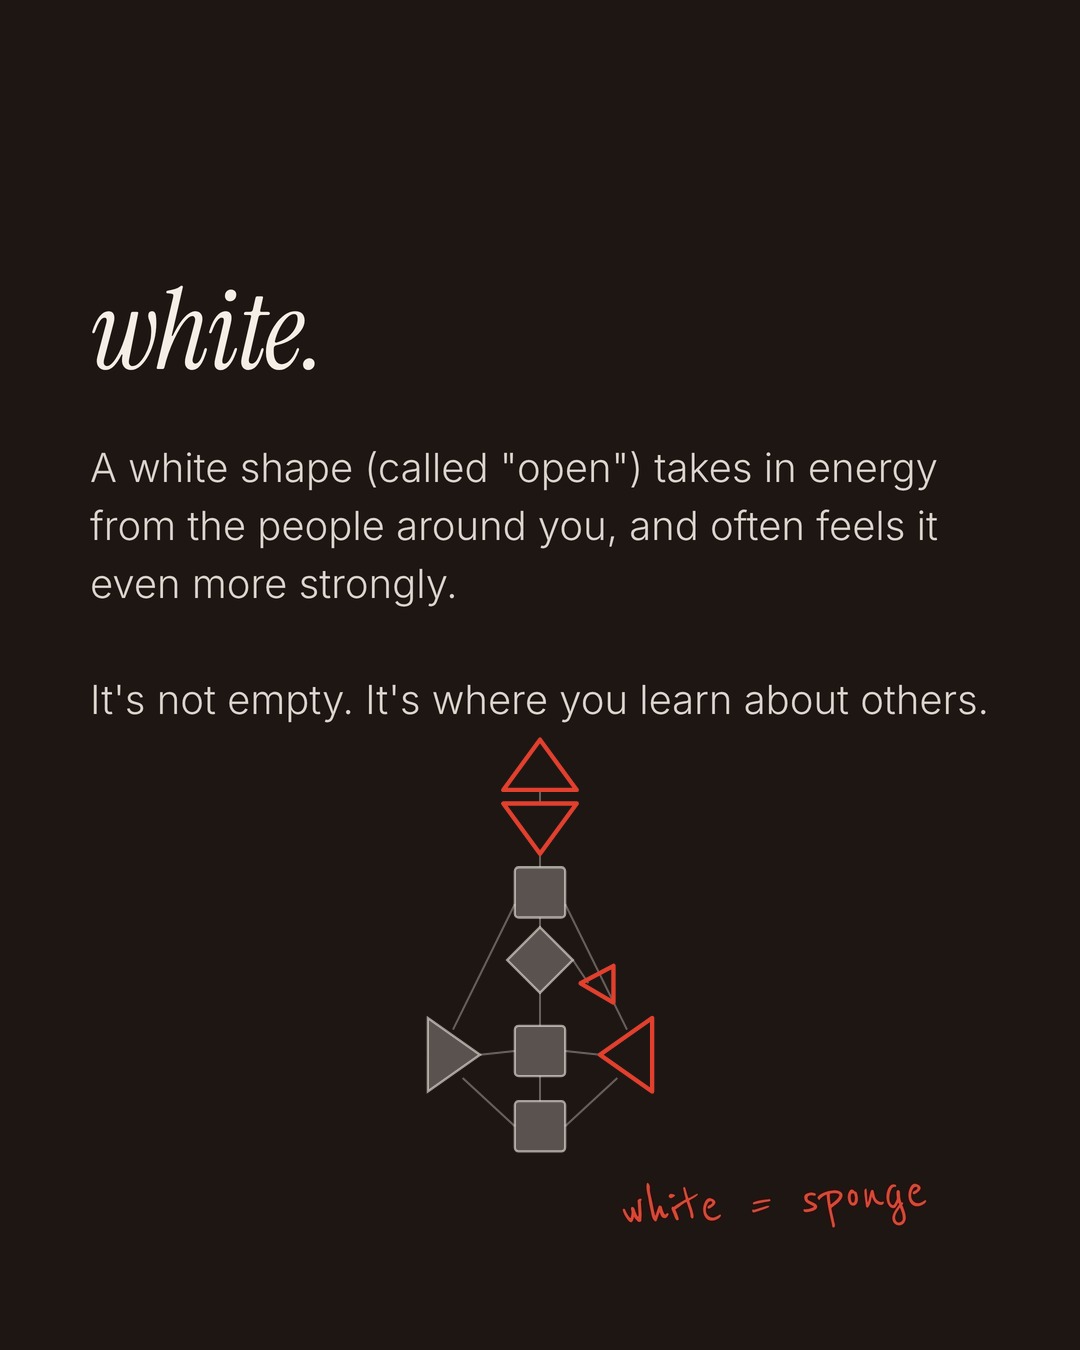 white.
A white shape (called "open") takes in energy
from the people around you, and often feels it
even more strongly.
It's not empty. It's where you learn about others.
white = sponge